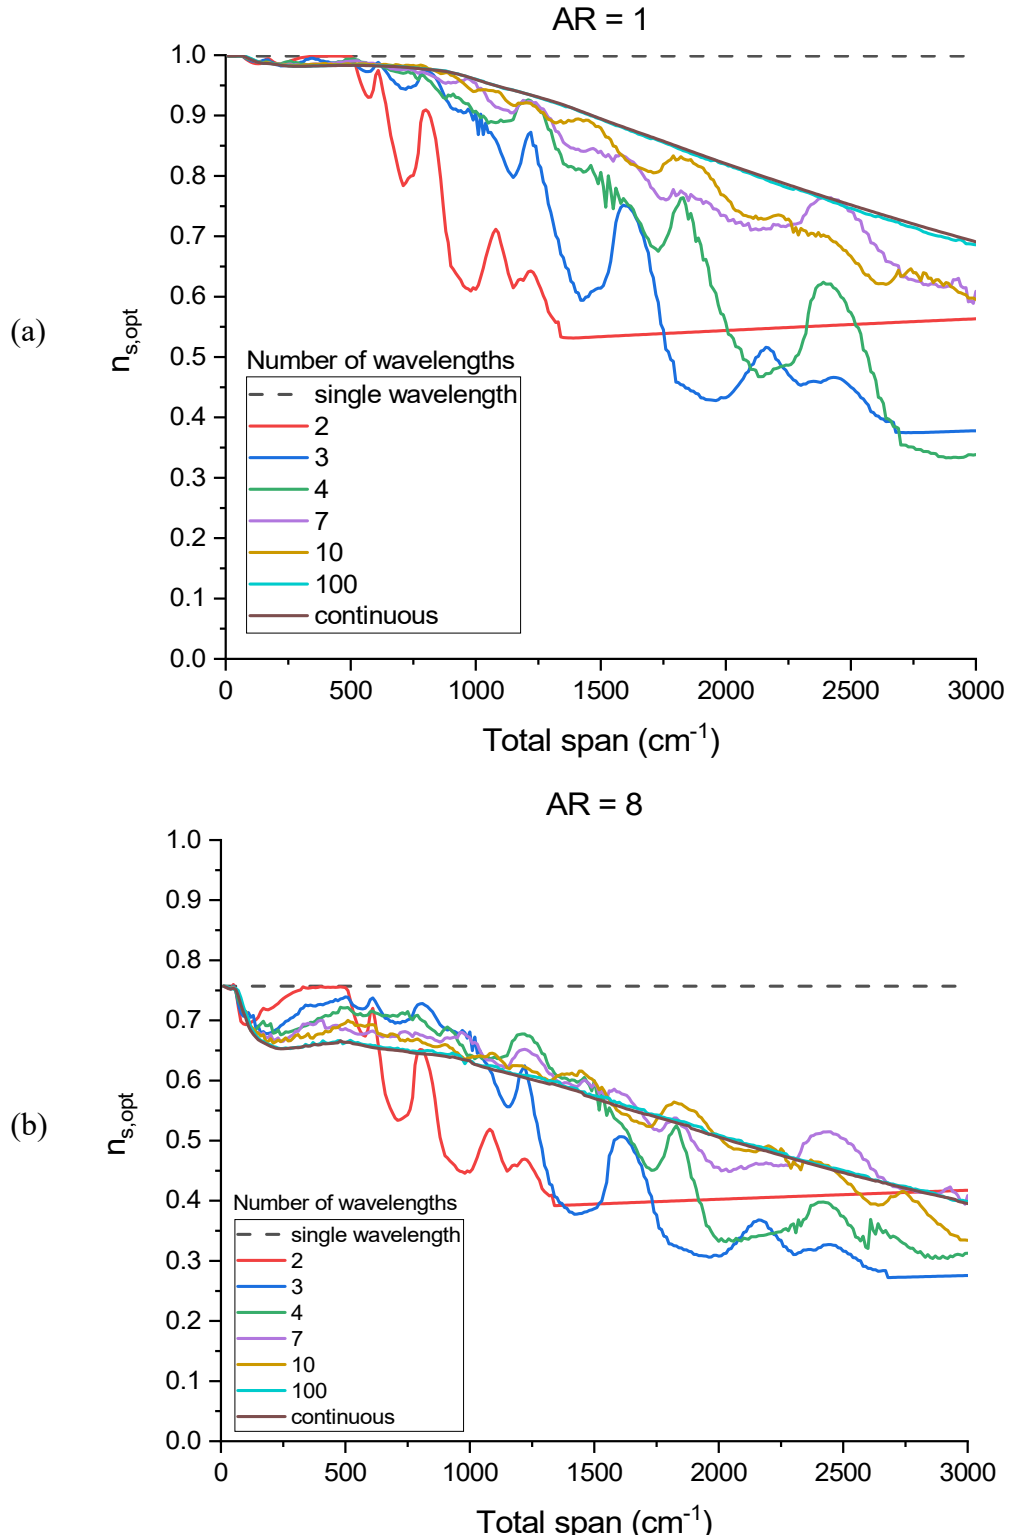 AR = 1
1.0
0.9
0.8
0.7
0.6
0.5
0.4
0.3
0.2
0.1
0.0
(a)
n_s,opt
Number of wavelengths
single wavelength
2
3
4
7
10
100
continuous
0 500 1000 1500 2000 2500 3000
Total span (cm⁻¹)
AR = 8
1.0
0.9
0.8
0.7
0.6
0.5
0.4
0.3
0.2
0.1
0.0
(b)
n_s,opt
Number of wavelengths
single wavelength
2
3
4
7
10
100
continuous
0 500 1000 1500 2000 2500 3000
Total span (cm⁻¹)